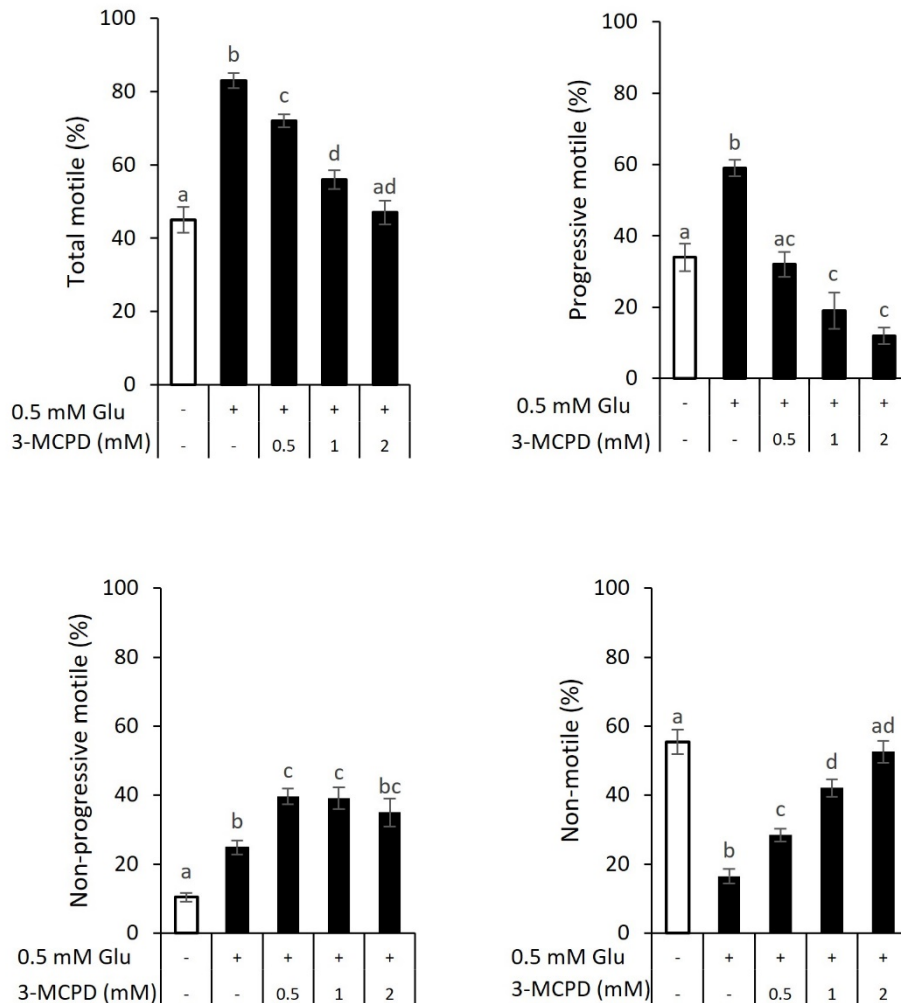 Total motile (%)
100
80
60
40
20
0
a
b
c
d
ad
0.5 mM Glu - + + + +
3-MCPD (mM) - - 0.5 1 2
Progressive motile (%)
100
80
60
40
20
0
a
b
ac
c
c
0.5 mM Glu - + + + +
3-MCPD (mM) - - 0.5 1 2
Non-progressive motile (%)
100
80
60
40
20
0
a
b
c
c
bc
0.5 mM Glu - + + + +
3-MCPD (mM) - - 0.5 1 2
Non-motile (%)
100
80
60
40
20
0
a
b
c
d
ad
0.5 mM Glu - + + + +
3-MCPD (mM) - - 0.5 1 2